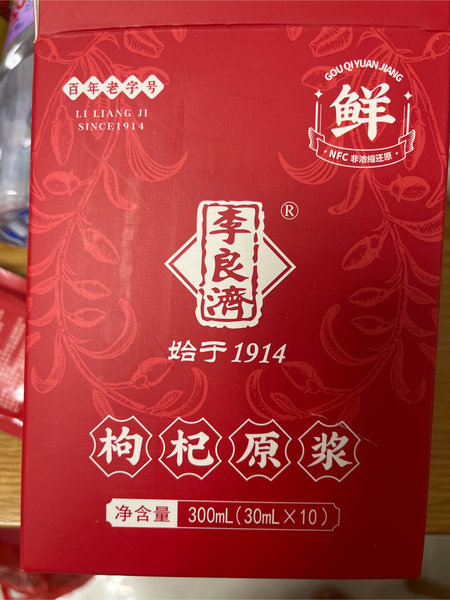 百年老字号
LI LIANG JI
SINCE1914
GOU QI YUAN JIANG
鲜
NFC 非浓缩还原
李良濟®
始于1914
枸杞原浆
净含量 300mL(30mL×10)